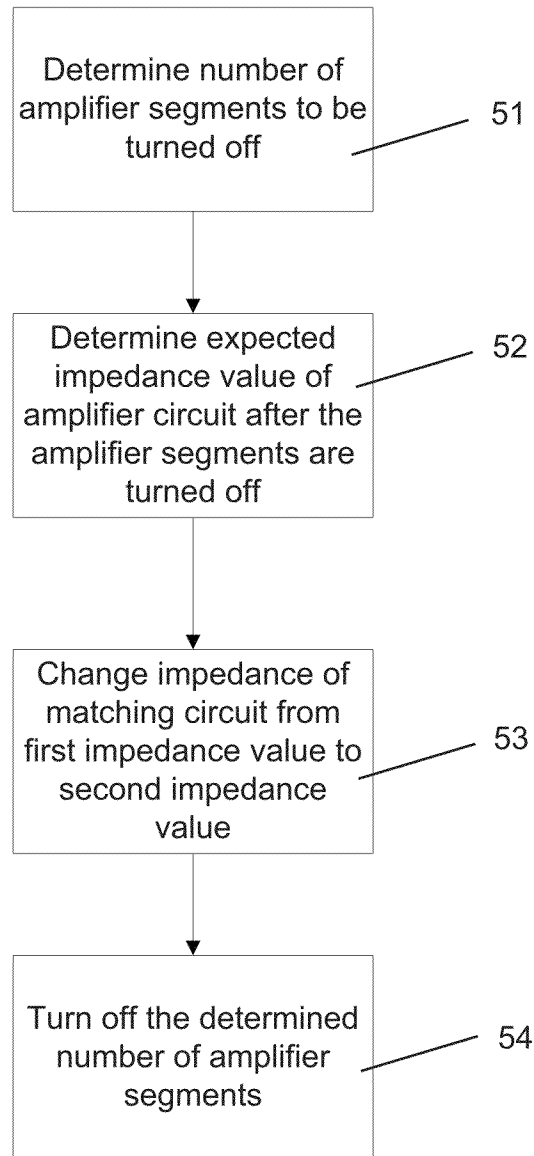 Determine number of
amplifier segments to be
turned off
51
Determine expected
impedance value of
amplifier circuit after the
amplifier segments are
turned off
52
Change impedance of
matching circuit from
first impedance value to
second impedance
value
53
Turn off the determined
number of amplifier
segments
54